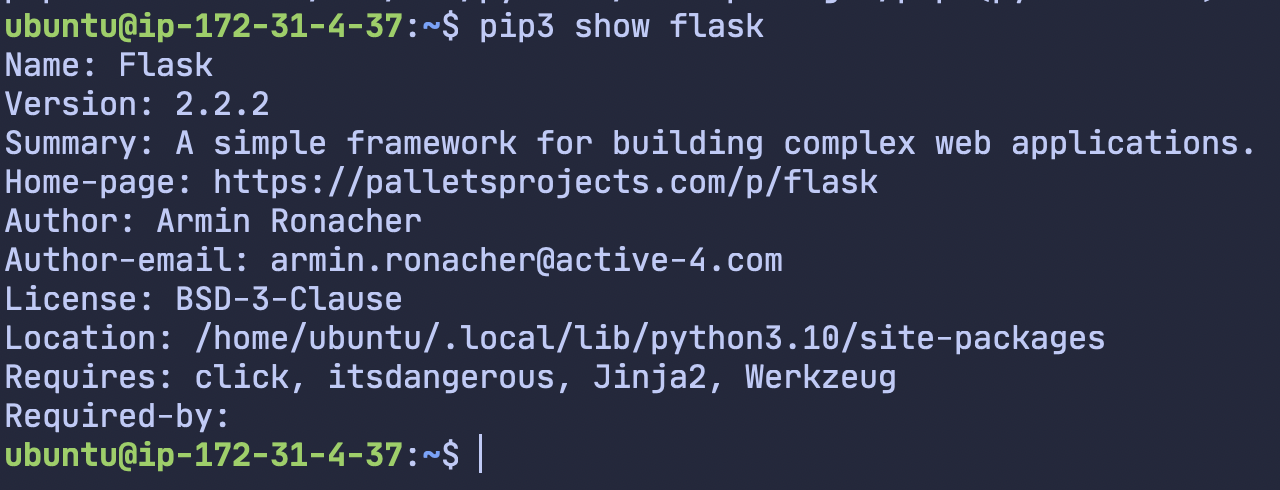 ubuntu@ip-172-31-4-37:~$ pip3 show flask
Name: Flask
Version: 2.2.2
Summary: A simple framework for building complex web applications.
Home-page: https://palletsprojects.com/p/flask
Author: Armin Ronacher
Author-email: armin.ronacher@active-4.com
License: BSD-3-Clause
Location: /home/ubuntu/.local/lib/python3.10/site-packages
Requires: click, itsdangerous, Jinja2, Werkzeug
Required-by:
ubuntu@ip-172-31-4-37:~$